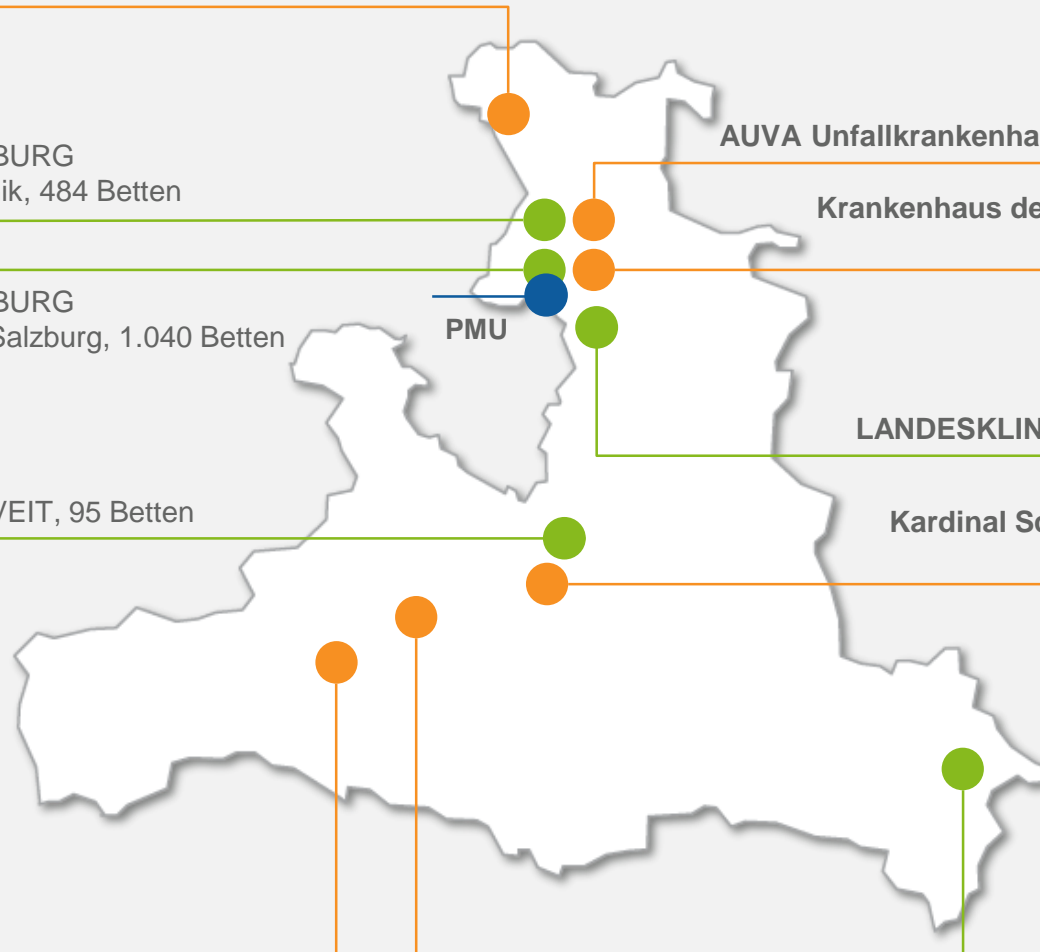 AUVA Unfallkrankenha
BURG
ik, 484 Betten
Krankenhaus de
BURG
Salzburg, 1.040 Betten
PMU
LANDESKLIN
VEIT, 95 Betten
Kardinal Sc